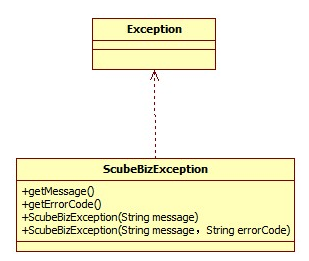 Exception
ScubeBizException
+getMessage()
+getErrorCode()
+ScubeBizException(String message)
+ScubeBizException(String message，String errorCode)